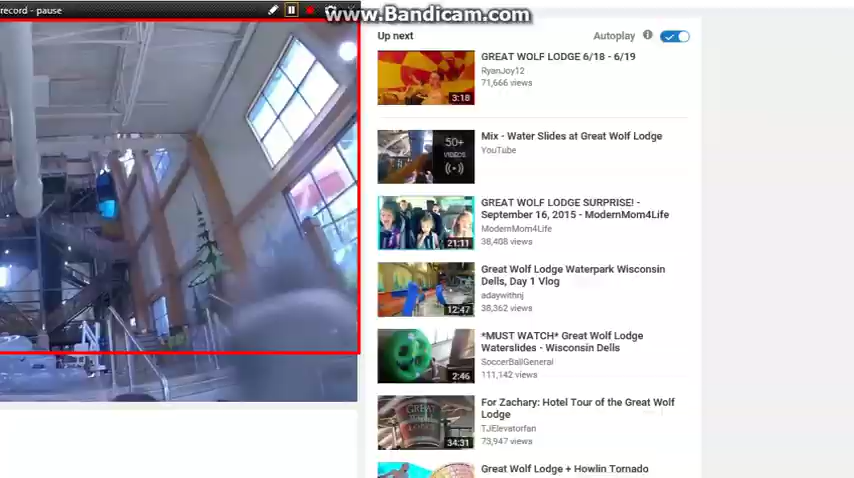 record - pause
www.Bandicam.com
Up next
Autoplay
GREAT WOLF LODGE 6/18 - 6/19
RyanJoy12
71,666 views
3:18
Mix - Water Slides at Great Wolf Lodge
YouTube
50+
VIDEOS
GREAT WOLF LODGE SURPRISE! -
September 16, 2015 - ModernMom4Life
ModernMom4Life
38,408 views
21:11
Great Wolf Lodge Waterpark Wisconsin
Dells, Day 1 Vlog
adaywithnj
38,362 views
12:47
*MUST WATCH* Great Wolf Lodge
Waterslides - Wisconsin Dells
SoccerBallGeneral
111,142 views
2:46
For Zachary: Hotel Tour of the Great Wolf
Lodge
TJElevatorfan
73,947 views
GREAT
LODGE
34:31
Great Wolf Lodge + Howlin Tornado